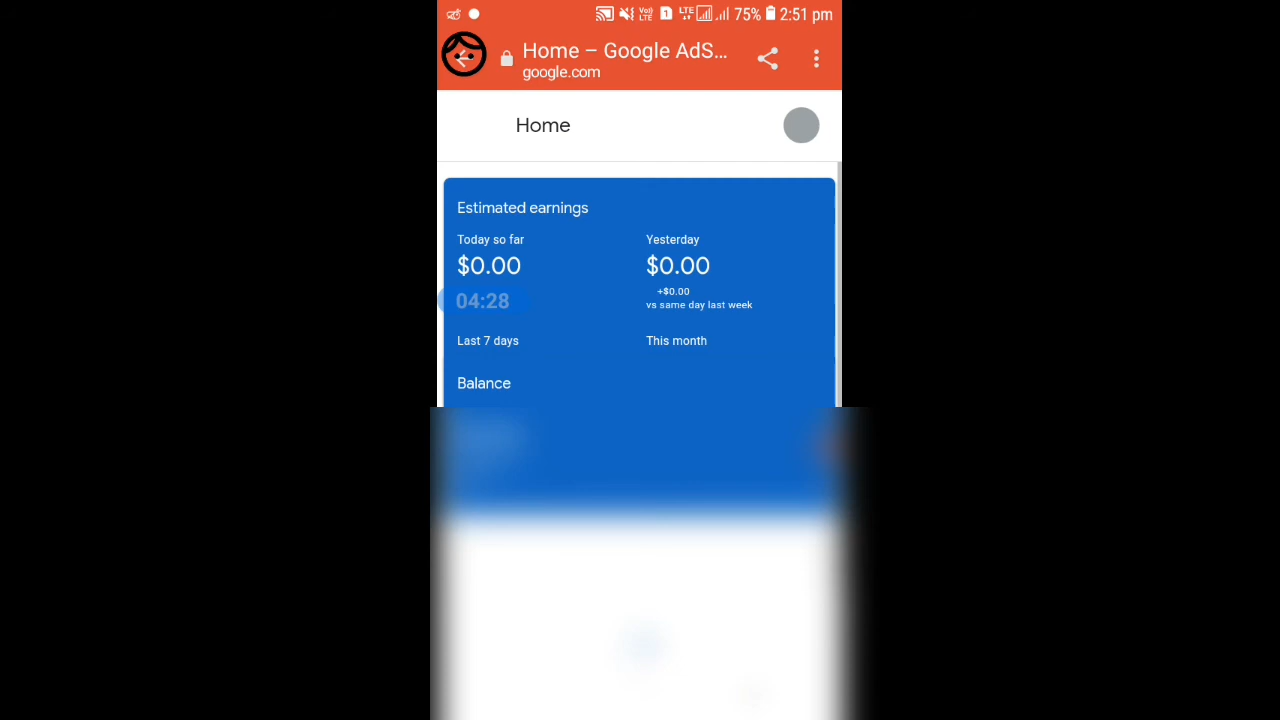 75% 2:51 pm
Home – Google AdS...
google.com
Home
Estimated earnings
Today so far
Yesterday
$0.00
$0.00
+$0.00
04:28
vs same day last week
Last 7 days
This month
Balance